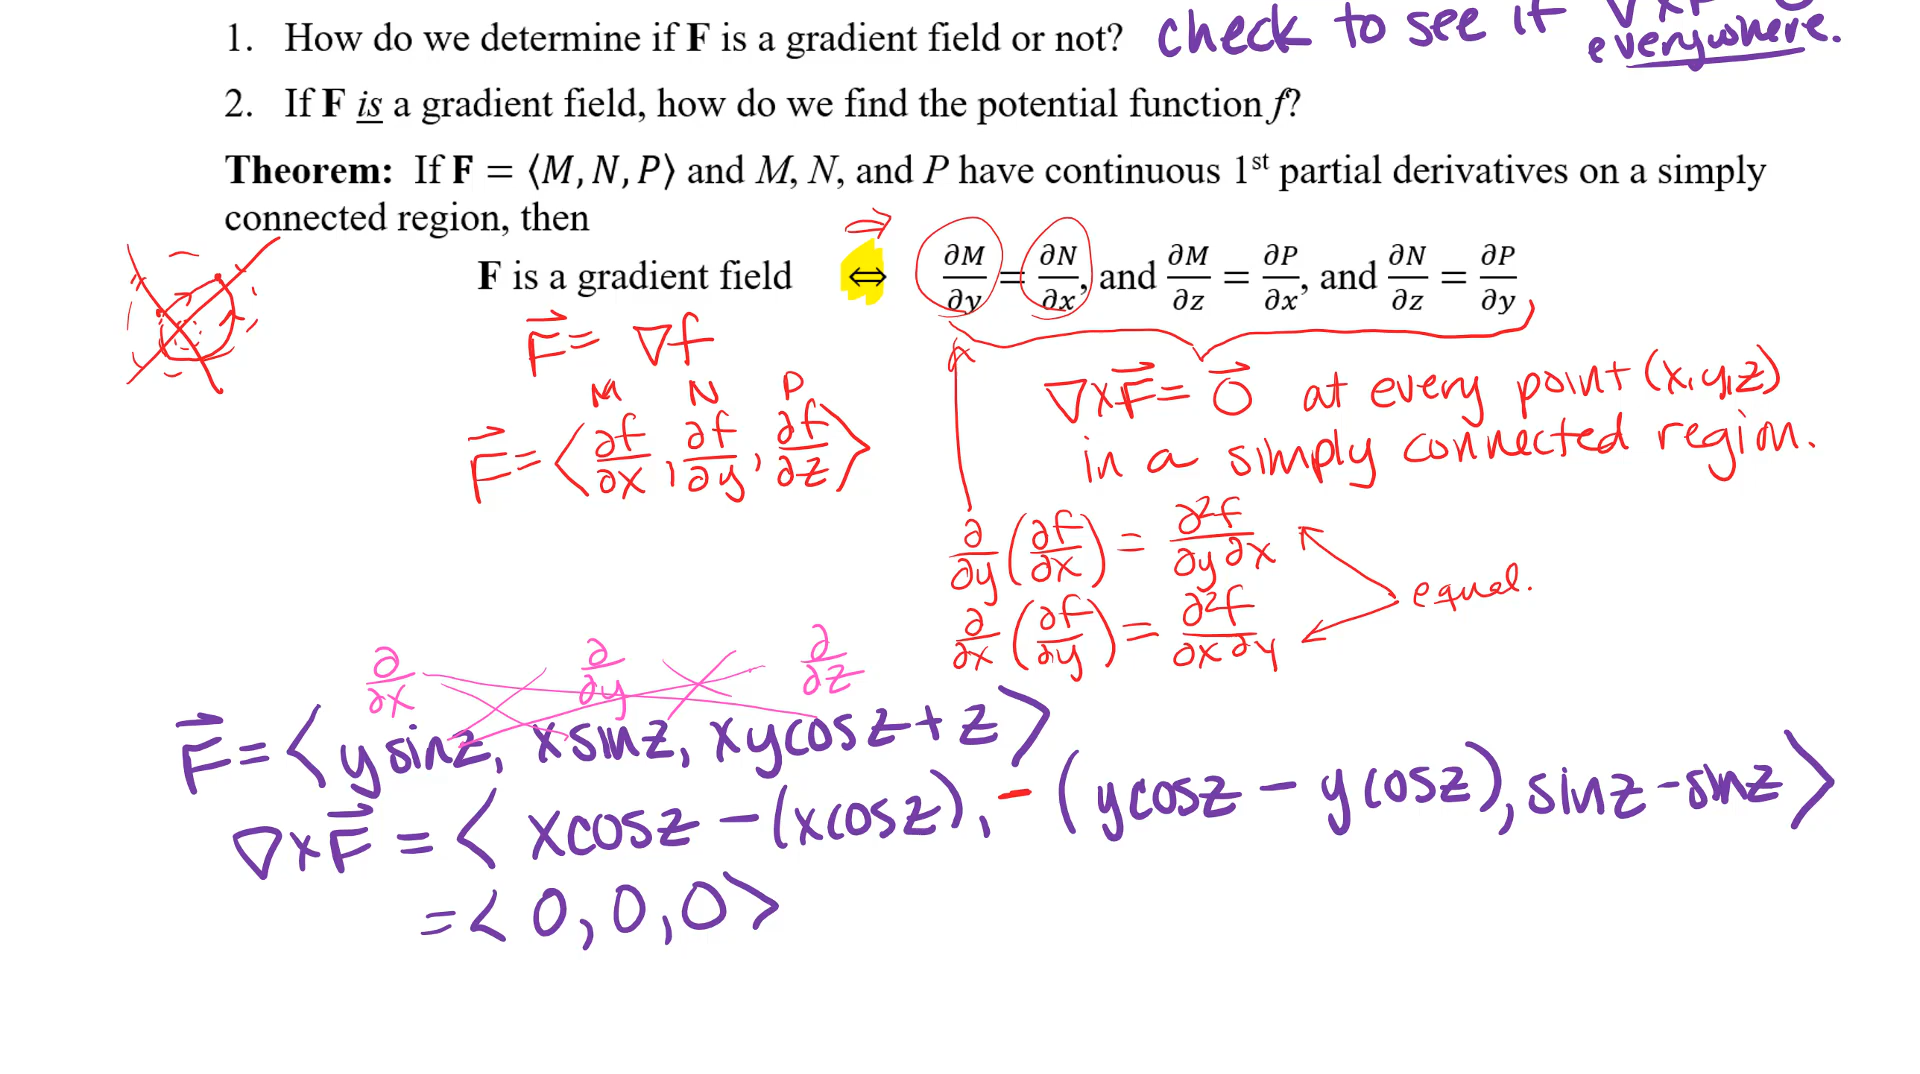 1. How do we determine if F is a gradient field or not? check to see if ∇×F
everywhere.
2. If F is a gradient field, how do we find the potential function f?
Theorem: If F = ⟨M, N, P⟩ and M, N, and P have continuous 1st partial derivatives on a simply
connected region, then
F is a gradient field ⇔ ∂M/∂y = ∂N/∂x, and ∂M/∂z = ∂P/∂x, and ∂N/∂z = ∂P/∂y
F⃗ = ∇f
M N P
F⃗ = ⟨∂f/∂x, ∂f/∂y, ∂f/∂z⟩
∇×F⃗ = 0⃗ at every point (x,y,z)
in a simply connected region.
∂/∂y (∂f/∂x) = ∂²f/∂y∂x
equal.
∂/∂x (∂f/∂y) = ∂²f/∂x∂y
∂/∂x ∂/∂y ∂/∂z
F⃗ = ⟨y sin z, x sin z, xy cos z + z⟩
∇×F⃗ = ⟨x cos z − (x cos z), − (y cos z − y cos z), sin z − sin z⟩
= ⟨0, 0, 0⟩